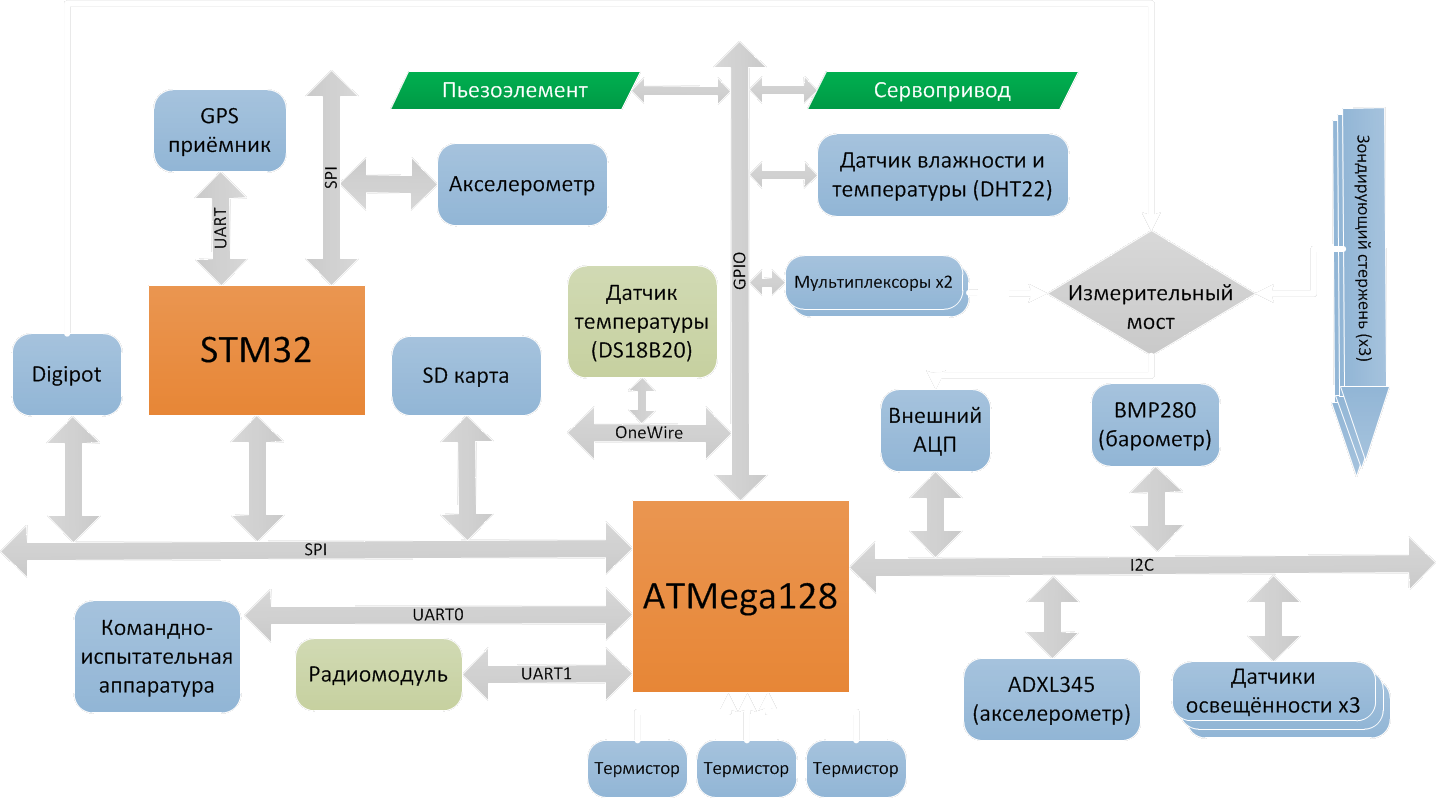 Пьезоэлемент
Сервопривод
GPS
приёмник
SPI
Акселерометр
UART
Датчик влажности и
температуры (DHT22)
Зондирующий стержень (x3)
GPIO
Мультиплексоры x2
Измерительный
мост
STM32
Датчик
температуры
(DS18B20)
Digipot
SD карта
OneWire
Внешний
АЦП
BMP280
(барометр)
SPI
I2C
ATMega128
UART0
Командно-
испытательная
аппаратура
Радиомодуль
UART1
ADXL345
(акселерометр)
Датчики
освещённости x3
Термистор
Термистор
Термистор